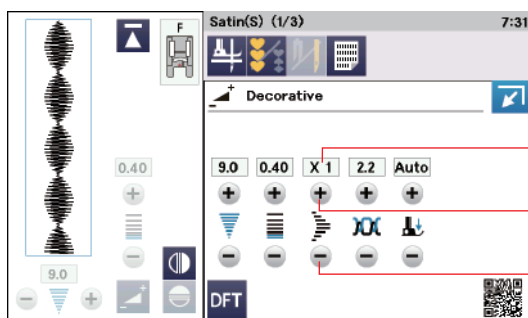 Satin(S) (1/3) 7:31
F
Decorative
0.40
9.0 0.40 X 1 2.2 Auto
9.0
DFT